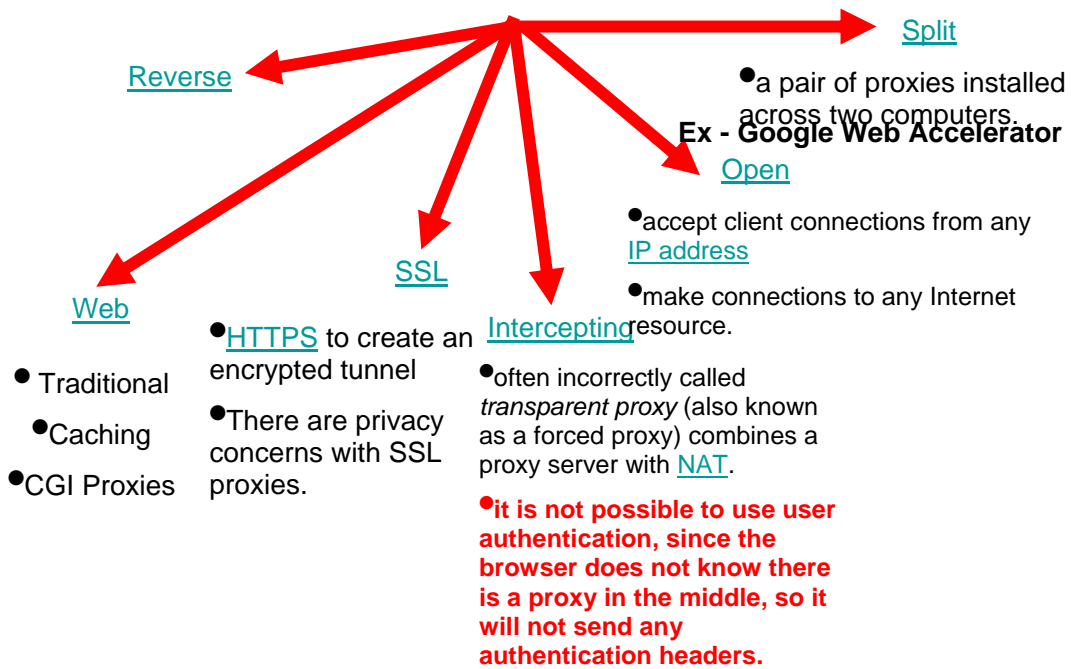 Split
Reverse
●a pair of proxies installed
across two computers.
Ex - Google Web Accelerator
Open
●accept client connections from any
IP address
●make connections to any Internet
resource.
SSL
●HTTPS to create an
encrypted tunnel
●There are privacy
concerns with SSL
proxies.
Web
● Traditional
●Caching
●CGI Proxies
Intercepting
●often incorrectly called
transparent proxy (also known
as a forced proxy) combines a
proxy server with NAT.
●it is not possible to use user
authentication, since the
browser does not know there
is a proxy in the middle, so it
will not send any
authentication headers.